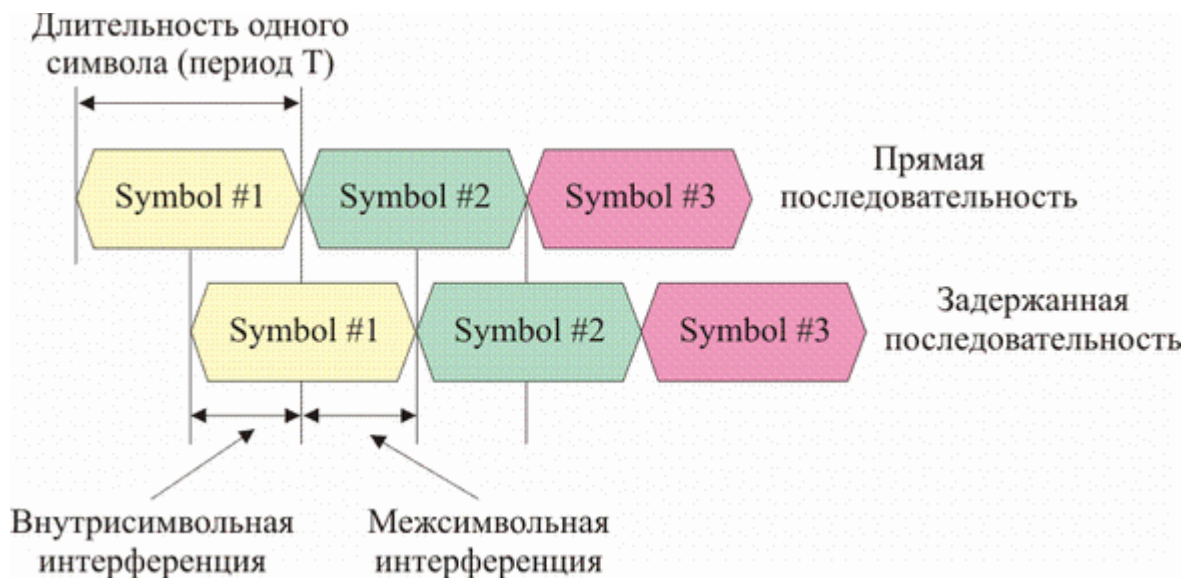 Длительность одного
символа (период T)
Symbol #1
Symbol #2
Symbol #3
Прямая
последовательность
Symbol #1
Symbol #2
Symbol #3
Задержанная
последовательность
Внутрисимвольная
интерференция
Межсимвольная
интерференция